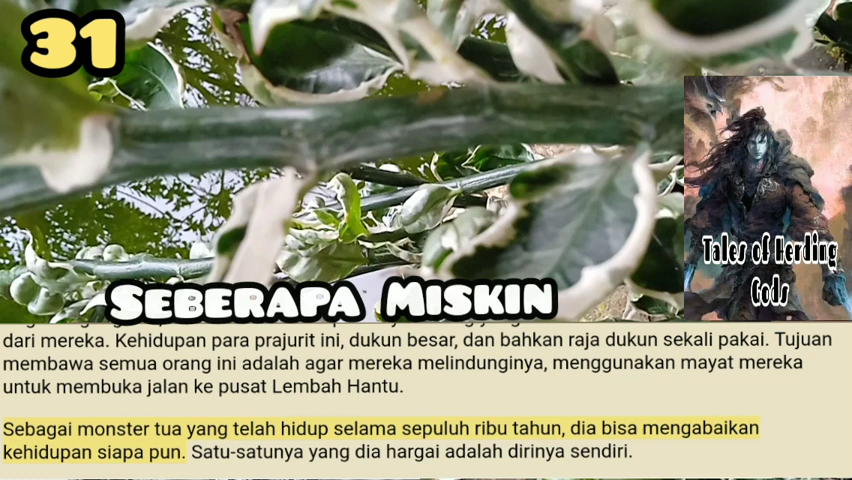 31
Tales of Herding
Gods
SEBERAPA MISKIN
dari mereka. Kehidupan para prajurit ini, dukun besar, dan bahkan raja dukun sekali pakai. Tujuan
membawa semua orang ini adalah agar mereka melindunginya, menggunakan mayat mereka
untuk membuka jalan ke pusat Lembah Hantu.
Sebagai monster tua yang telah hidup selama sepuluh ribu tahun, dia bisa mengabaikan
kehidupan siapa pun. Satu-satunya yang dia hargai adalah dirinya sendiri.